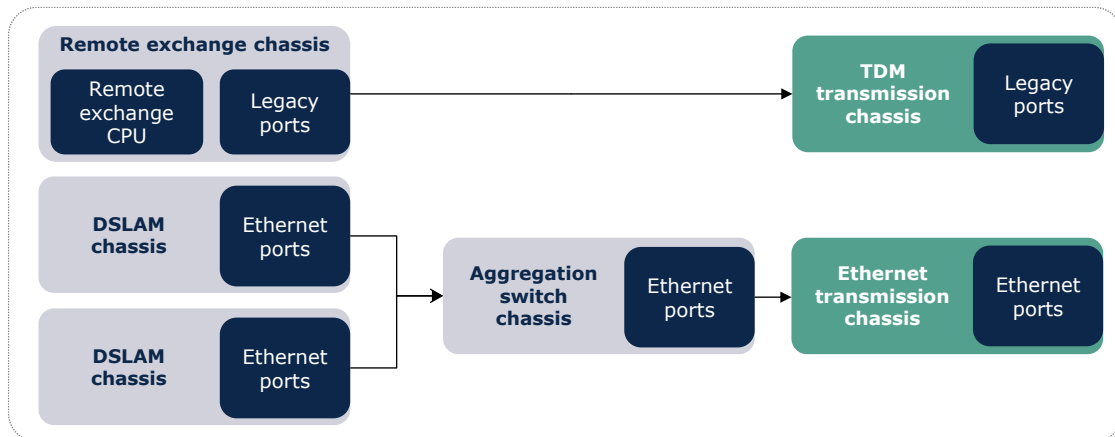 Remote exchange chassis
Remote
exchange
CPU
Legacy
ports
TDM
transmission
chassis
Legacy
ports
DSLAM
chassis
Ethernet
ports
Aggregation
switch
chassis
Ethernet
ports
Ethernet
transmission
chassis
Ethernet
ports
DSLAM
chassis
Ethernet
ports